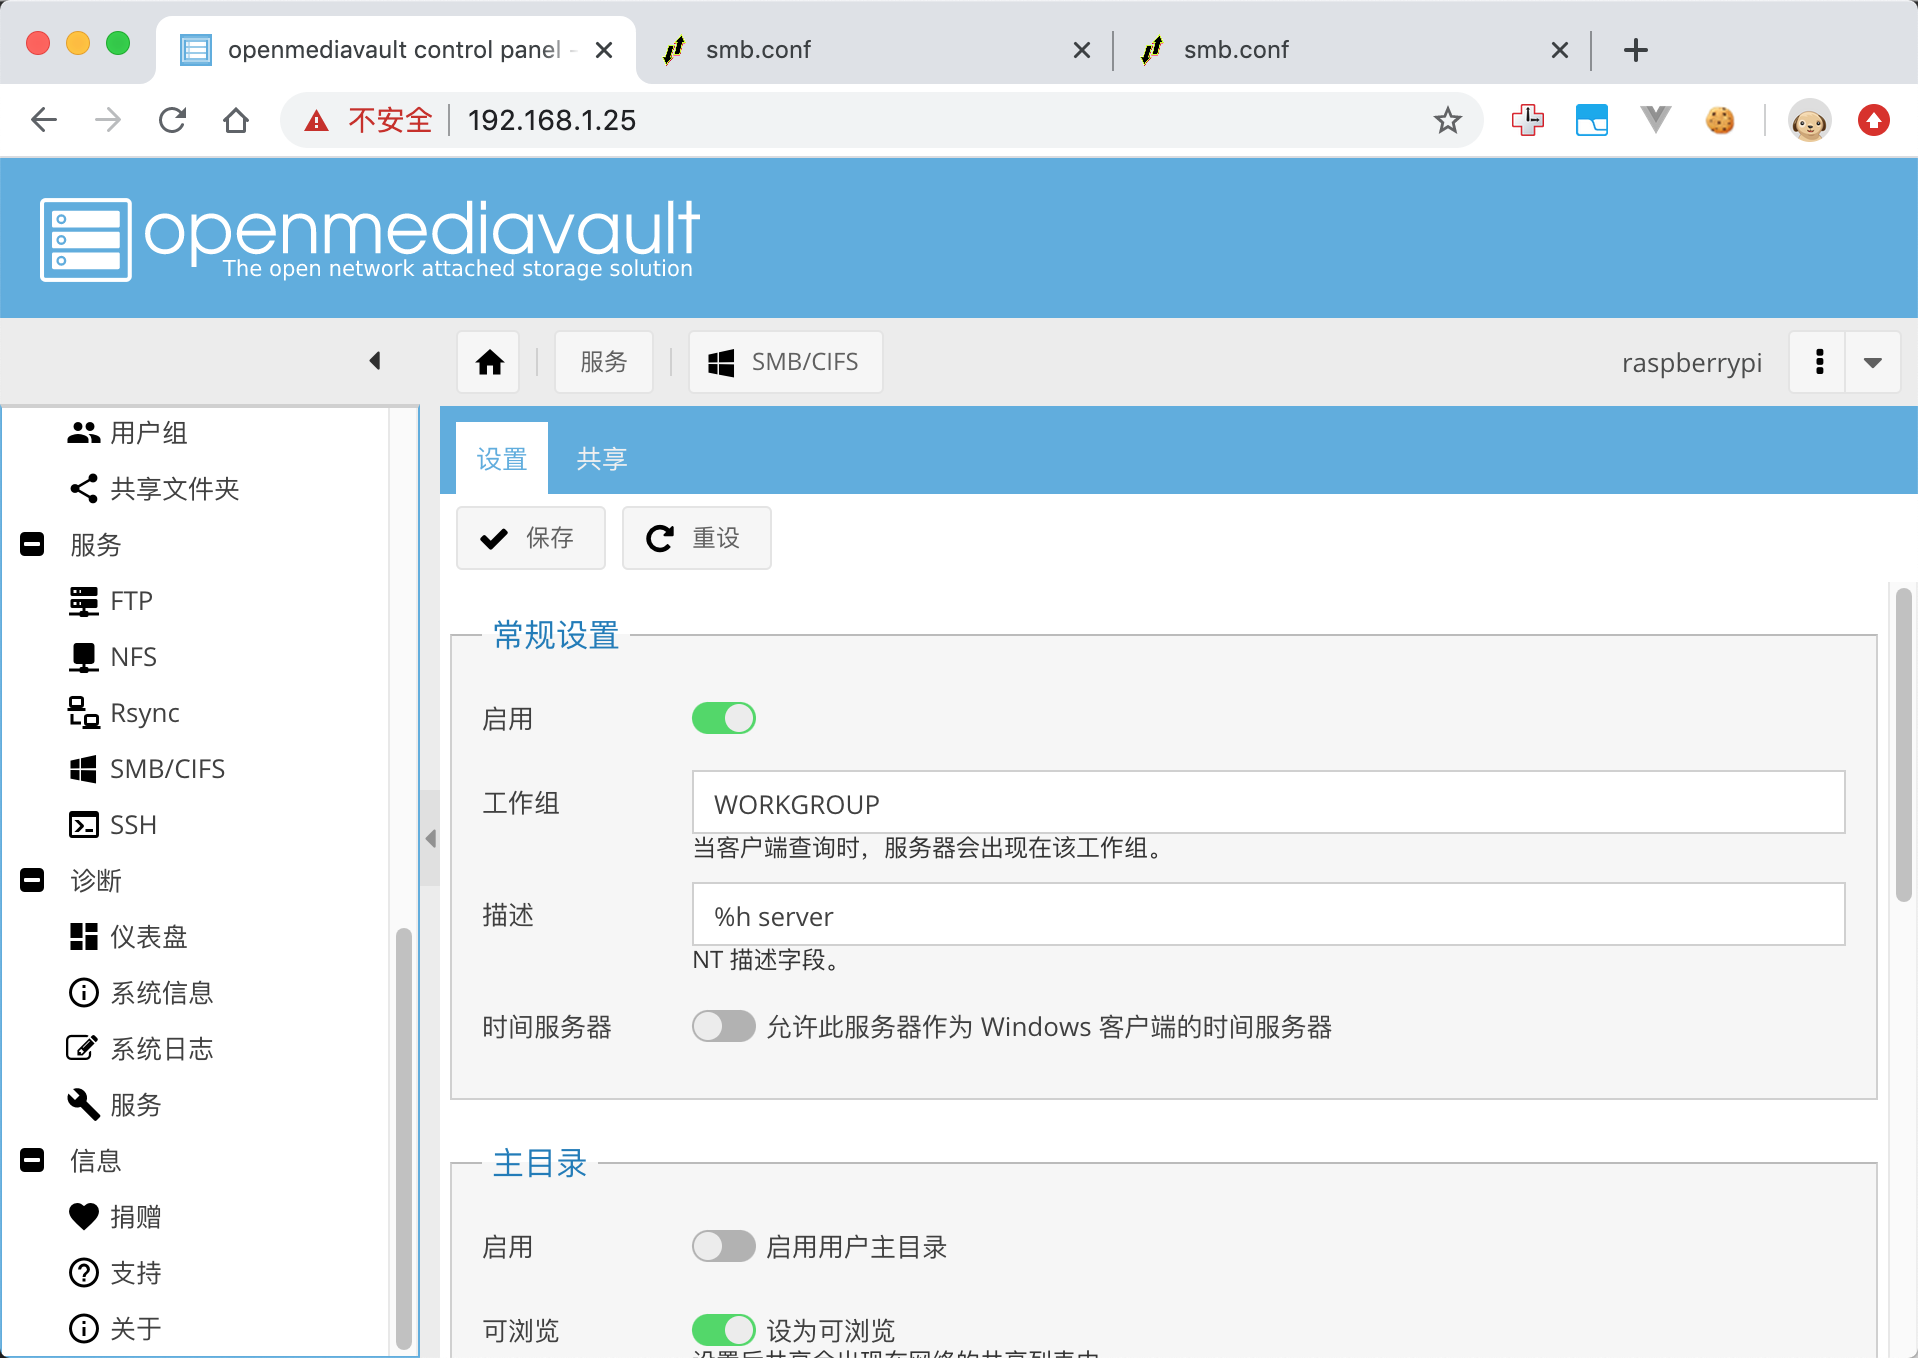 openmediavault control panel -
smb.conf
smb.conf
不安全 192.168.1.25
openmediavault
The open network attached storage solution
服务
SMB/CIFS
raspberrypi
用户组
共享文件夹
服务
FTP
NFS
Rsync
SMB/CIFS
SSH
诊断
仪表盘
系统信息
系统日志
服务
信息
捐赠
支持
关于
设置
共享
保存
重设
常规设置
启用
工作组
WORKGROUP
当客户端查询时，服务器会出现在该工作组。
描述
%h server
NT 描述字段。
时间服务器
允许此服务器作为 Windows 客户端的时间服务器
主目录
启用
启用用户主目录
可浏览
设为可浏览